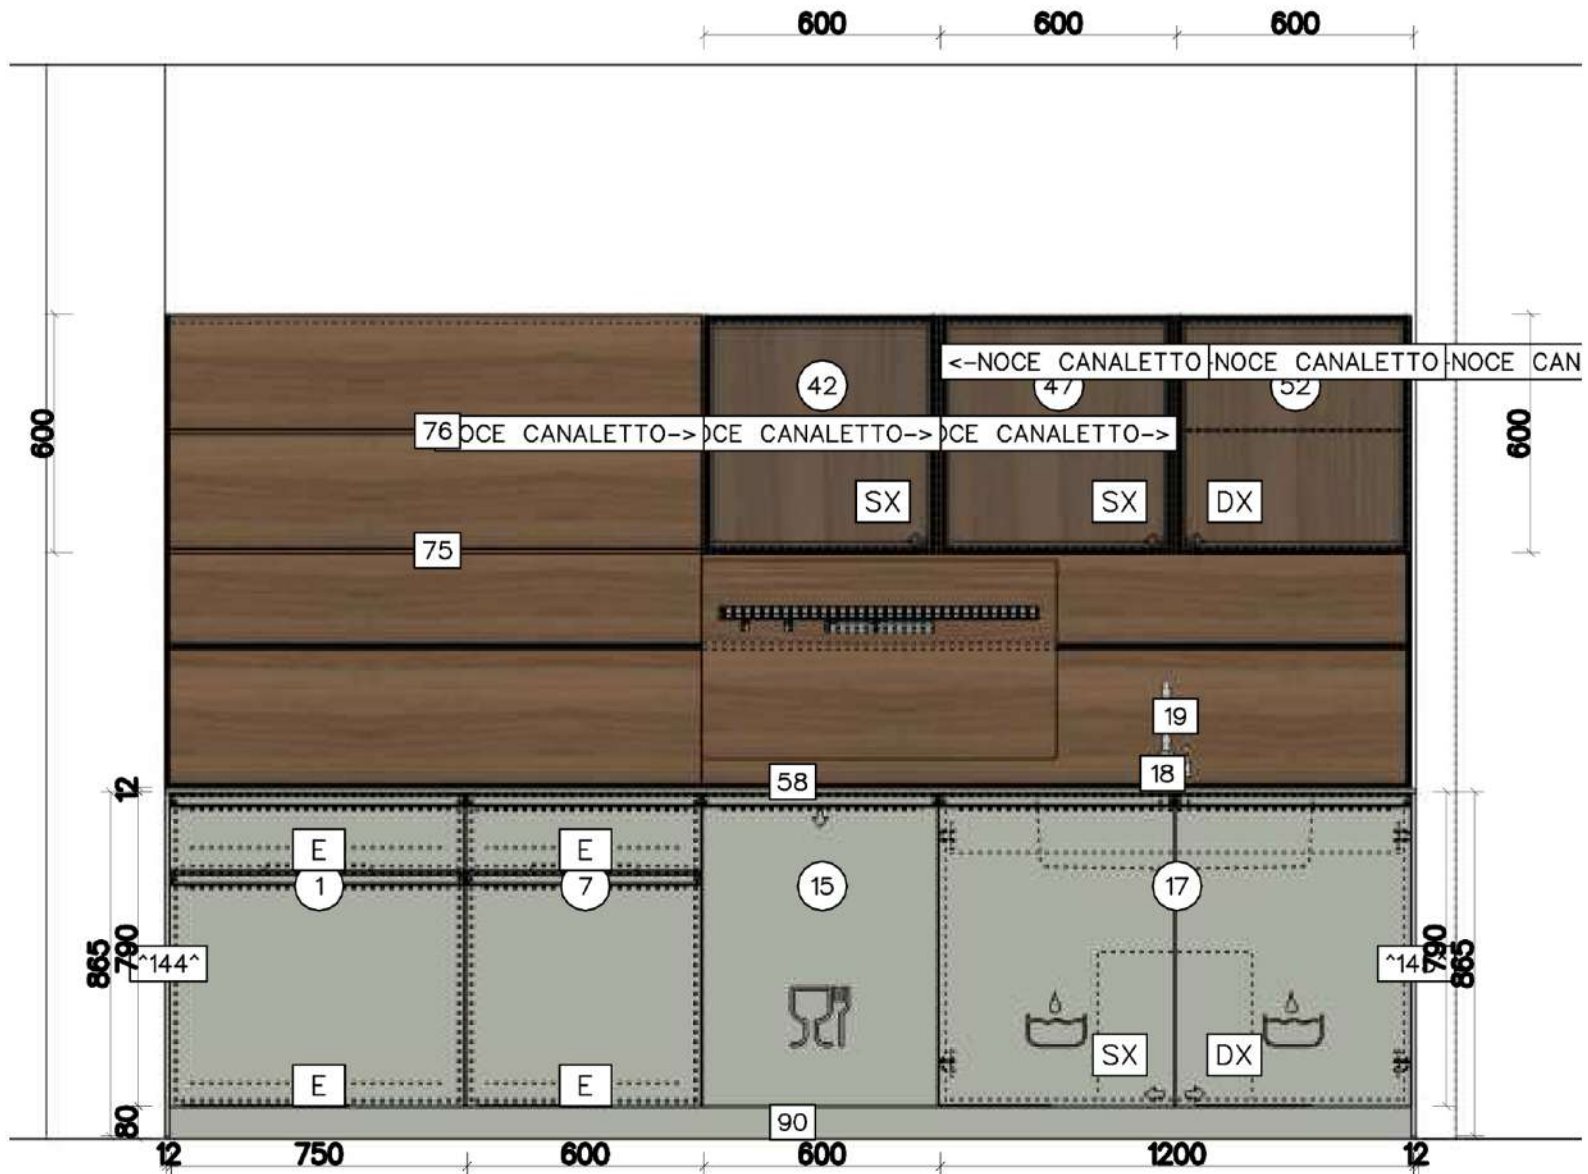 600 600 600
<-NOCE CANALETTO -NOCE CANALETTO -NOCE CAN
42 47 52
600 76 OCE CANALETTO-> OCE CANALETTO-> OCE CANALETTO-> 600
SX SX DX
75
19
18
12 58
E E
1 7 15 17
865 790 ^144^ 790 865
SX DX
E E
80 90
12 750 600 600 1200 12